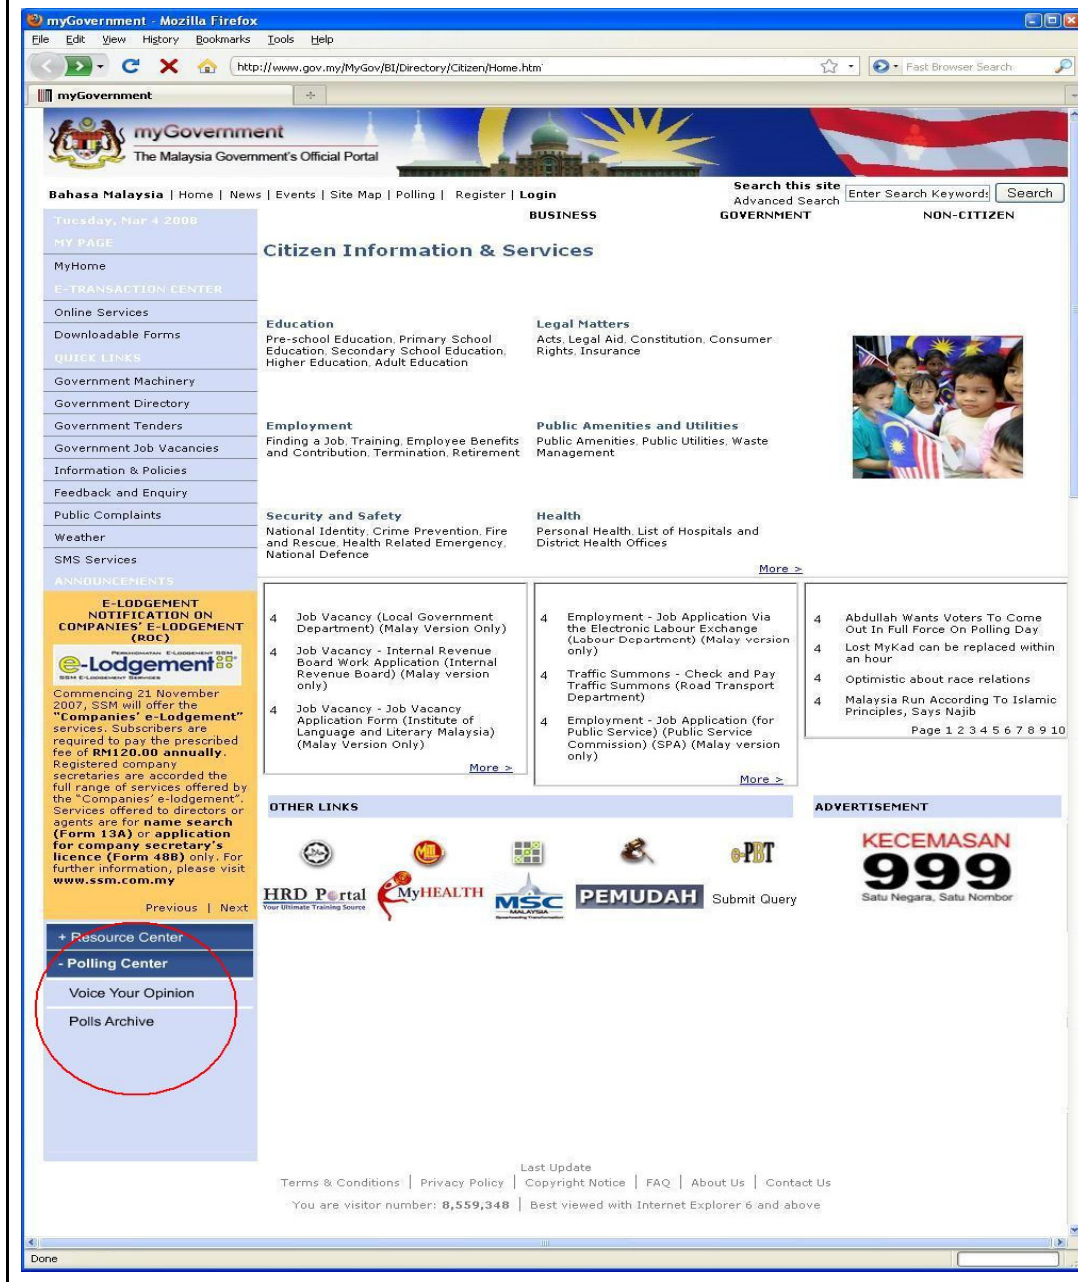 myGovernment - Mozilla Firefox
File Edit View History Bookmarks Tools Help
http://www.gov.my/MyGov/BI/Directory/Citizen/Home.htm
Fast Browser Search
myGovernment
myGovernment
The Malaysia Government's Official Portal
Bahasa Malaysia | Home | News | Events | Site Map | Polling | Register | Login
Search this site
Advanced Search
Enter Search Keyword:
Search
Tuesday, Mar 4 2008
BUSINESS GOVERNMENT NON-CITIZEN
MY PAGE
MyHome
E-TRANSACTION CENTER
Online Services
Downloadable Forms
QUICK LINKS
Government Machinery
Government Directory
Government Tenders
Government Job Vacancies
Information & Policies
Feedback and Enquiry
Public Complaints
Weather
SMS Services
ANNOUNCEMENTS
E-LODGEMENT
NOTIFICATION ON
COMPANIES' E-LODGEMENT
(ROC)
PERKHIDMATAN E-LODGEMENT SSM
e-Lodgement
SSM E-LODGEMENT SERVICES
Commencing 21 November
2007, SSM will offer the
"Companies' e-Lodgement"
services. Subscribers are
required to pay the prescribed
fee of RM120.00 annually.
Registered company
secretaries are accorded the
full range of services offered by
the "Companies' e-lodgement".
Services offered to directors or
agents are for name search
(Form 13A) or application
for company secretary's
licence (Form 48B) only. For
further information, please visit
www.ssm.com.my
Previous | Next
+ Resource Center
- Polling Center
Voice Your Opinion
Polls Archive
Citizen Information & Services
Education
Pre-school Education, Primary School
Education, Secondary School Education,
Higher Education, Adult Education
Legal Matters
Acts, Legal Aid, Constitution, Consumer
Rights, Insurance
Employment
Finding a Job, Training, Employee Benefits
and Contribution, Termination, Retirement
Public Amenities and Utilities
Public Amenities, Public Utilities, Waste
Management
Security and Safety
National Identity, Crime Prevention, Fire
and Rescue, Health Related Emergency,
National Defence
Health
Personal Health, List of Hospitals and
District Health Offices
More >
4 Job Vacancy (Local Government
Department) (Malay Version Only)
4 Job Vacancy - Internal Revenue
Board Work Application (Internal
Revenue Board) (Malay version
only)
4 Job Vacancy - Job Vacancy
Application Form (Institute of
Language and Literary Malaysia)
(Malay Version Only)
More >
4 Employment - Job Application Via
the Electronic Labour Exchange
(Labour Department) (Malay version
only)
4 Traffic Summons - Check and Pay
Traffic Summons (Road Transport
Department)
4 Employment - Job Application (for
Public Service) (Public Service
Commission) (SPA) (Malay version
only)
More >
4 Abdullah Wants Voters To Come
Out In Full Force On Polling Day
4 Lost MyKad can be replaced within
an hour
4 Optimistic about race relations
4 Malaysia Run According To Islamic
Principles, Says Najib
Page 1 2 3 4 5 6 7 8 9 10
OTHER LINKS
ADVERTISEMENT
e-PBT
HRD Portal
Your Ultimate Training Source
MyHEALTH
MSC
MALAYSIA
PEMUDAH
Submit Query
KECEMASAN
999
Satu Negara, Satu Nombor
Last Update
Terms & Conditions | Privacy Policy | Copyright Notice | FAQ | About Us | Contact Us
You are visitor number: 8,559,348 | Best viewed with Internet Explorer 6 and above
Done